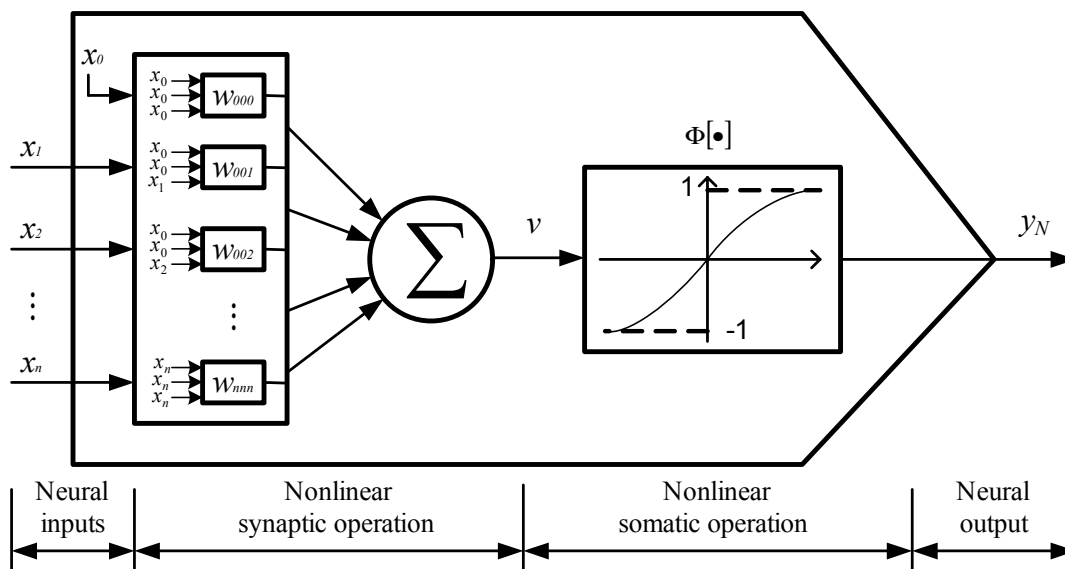 x0
x0
x0
x0
w000
x1
x0
x0
x1
w001
x2
x0
x0
x2
w002
⋮
⋮
xn
xn
xn
xn
wnnn
∑
v
Φ[•]
1
-1
yN
Neural inputs
Nonlinear synaptic operation
Nonlinear somatic operation
Neural output